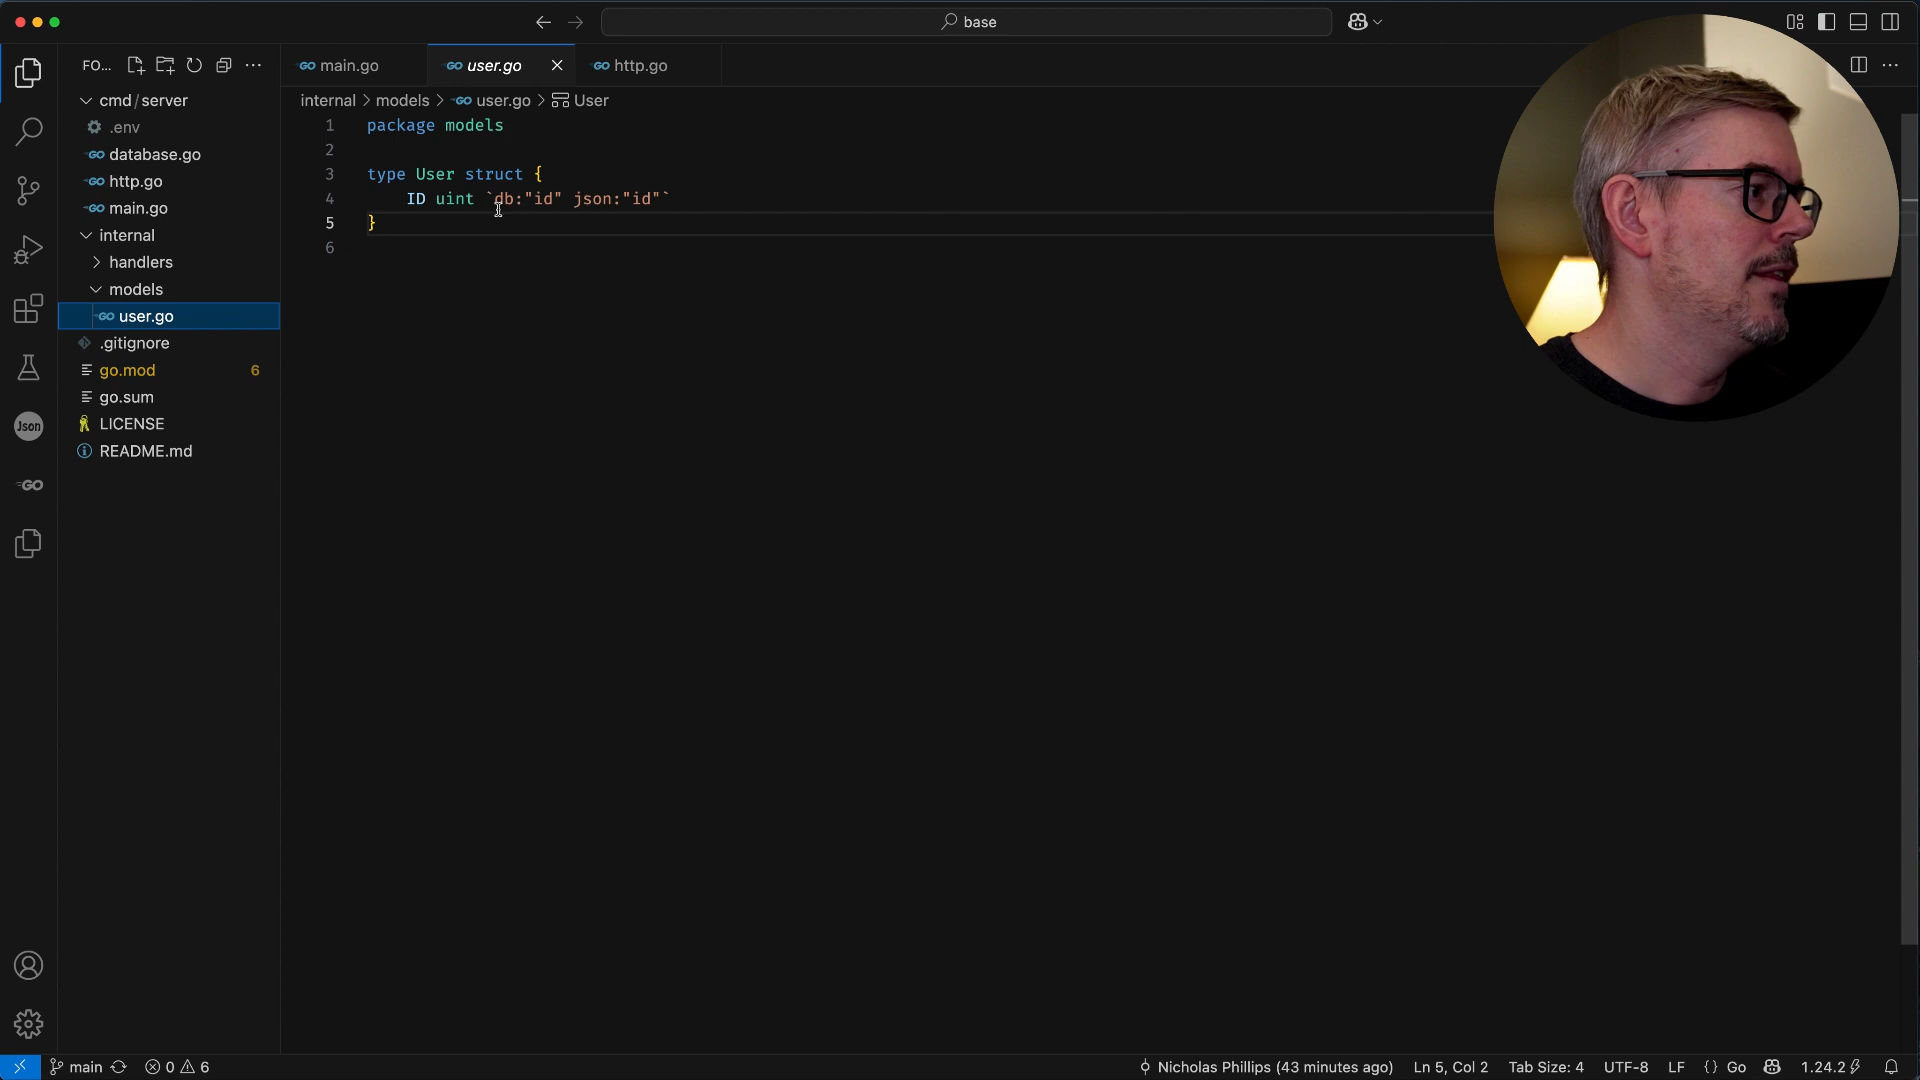 base
FO...
main.go
user.go
http.go
cmd/server
.env
database.go
http.go
main.go
internal
handlers
models
user.go
.gitignore
go.mod 6
go.sum
LICENSE
README.md
Json
GO
internal > models > user.go > User
1 package models
2
3 type User struct {
4 ID uint `db:"id" json:"id"`
5 }
6
main 0 6
Nicholas Phillips (43 minutes ago) Ln 5, Col 2 Tab Size: 4 UTF-8 LF {} Go 1.24.2